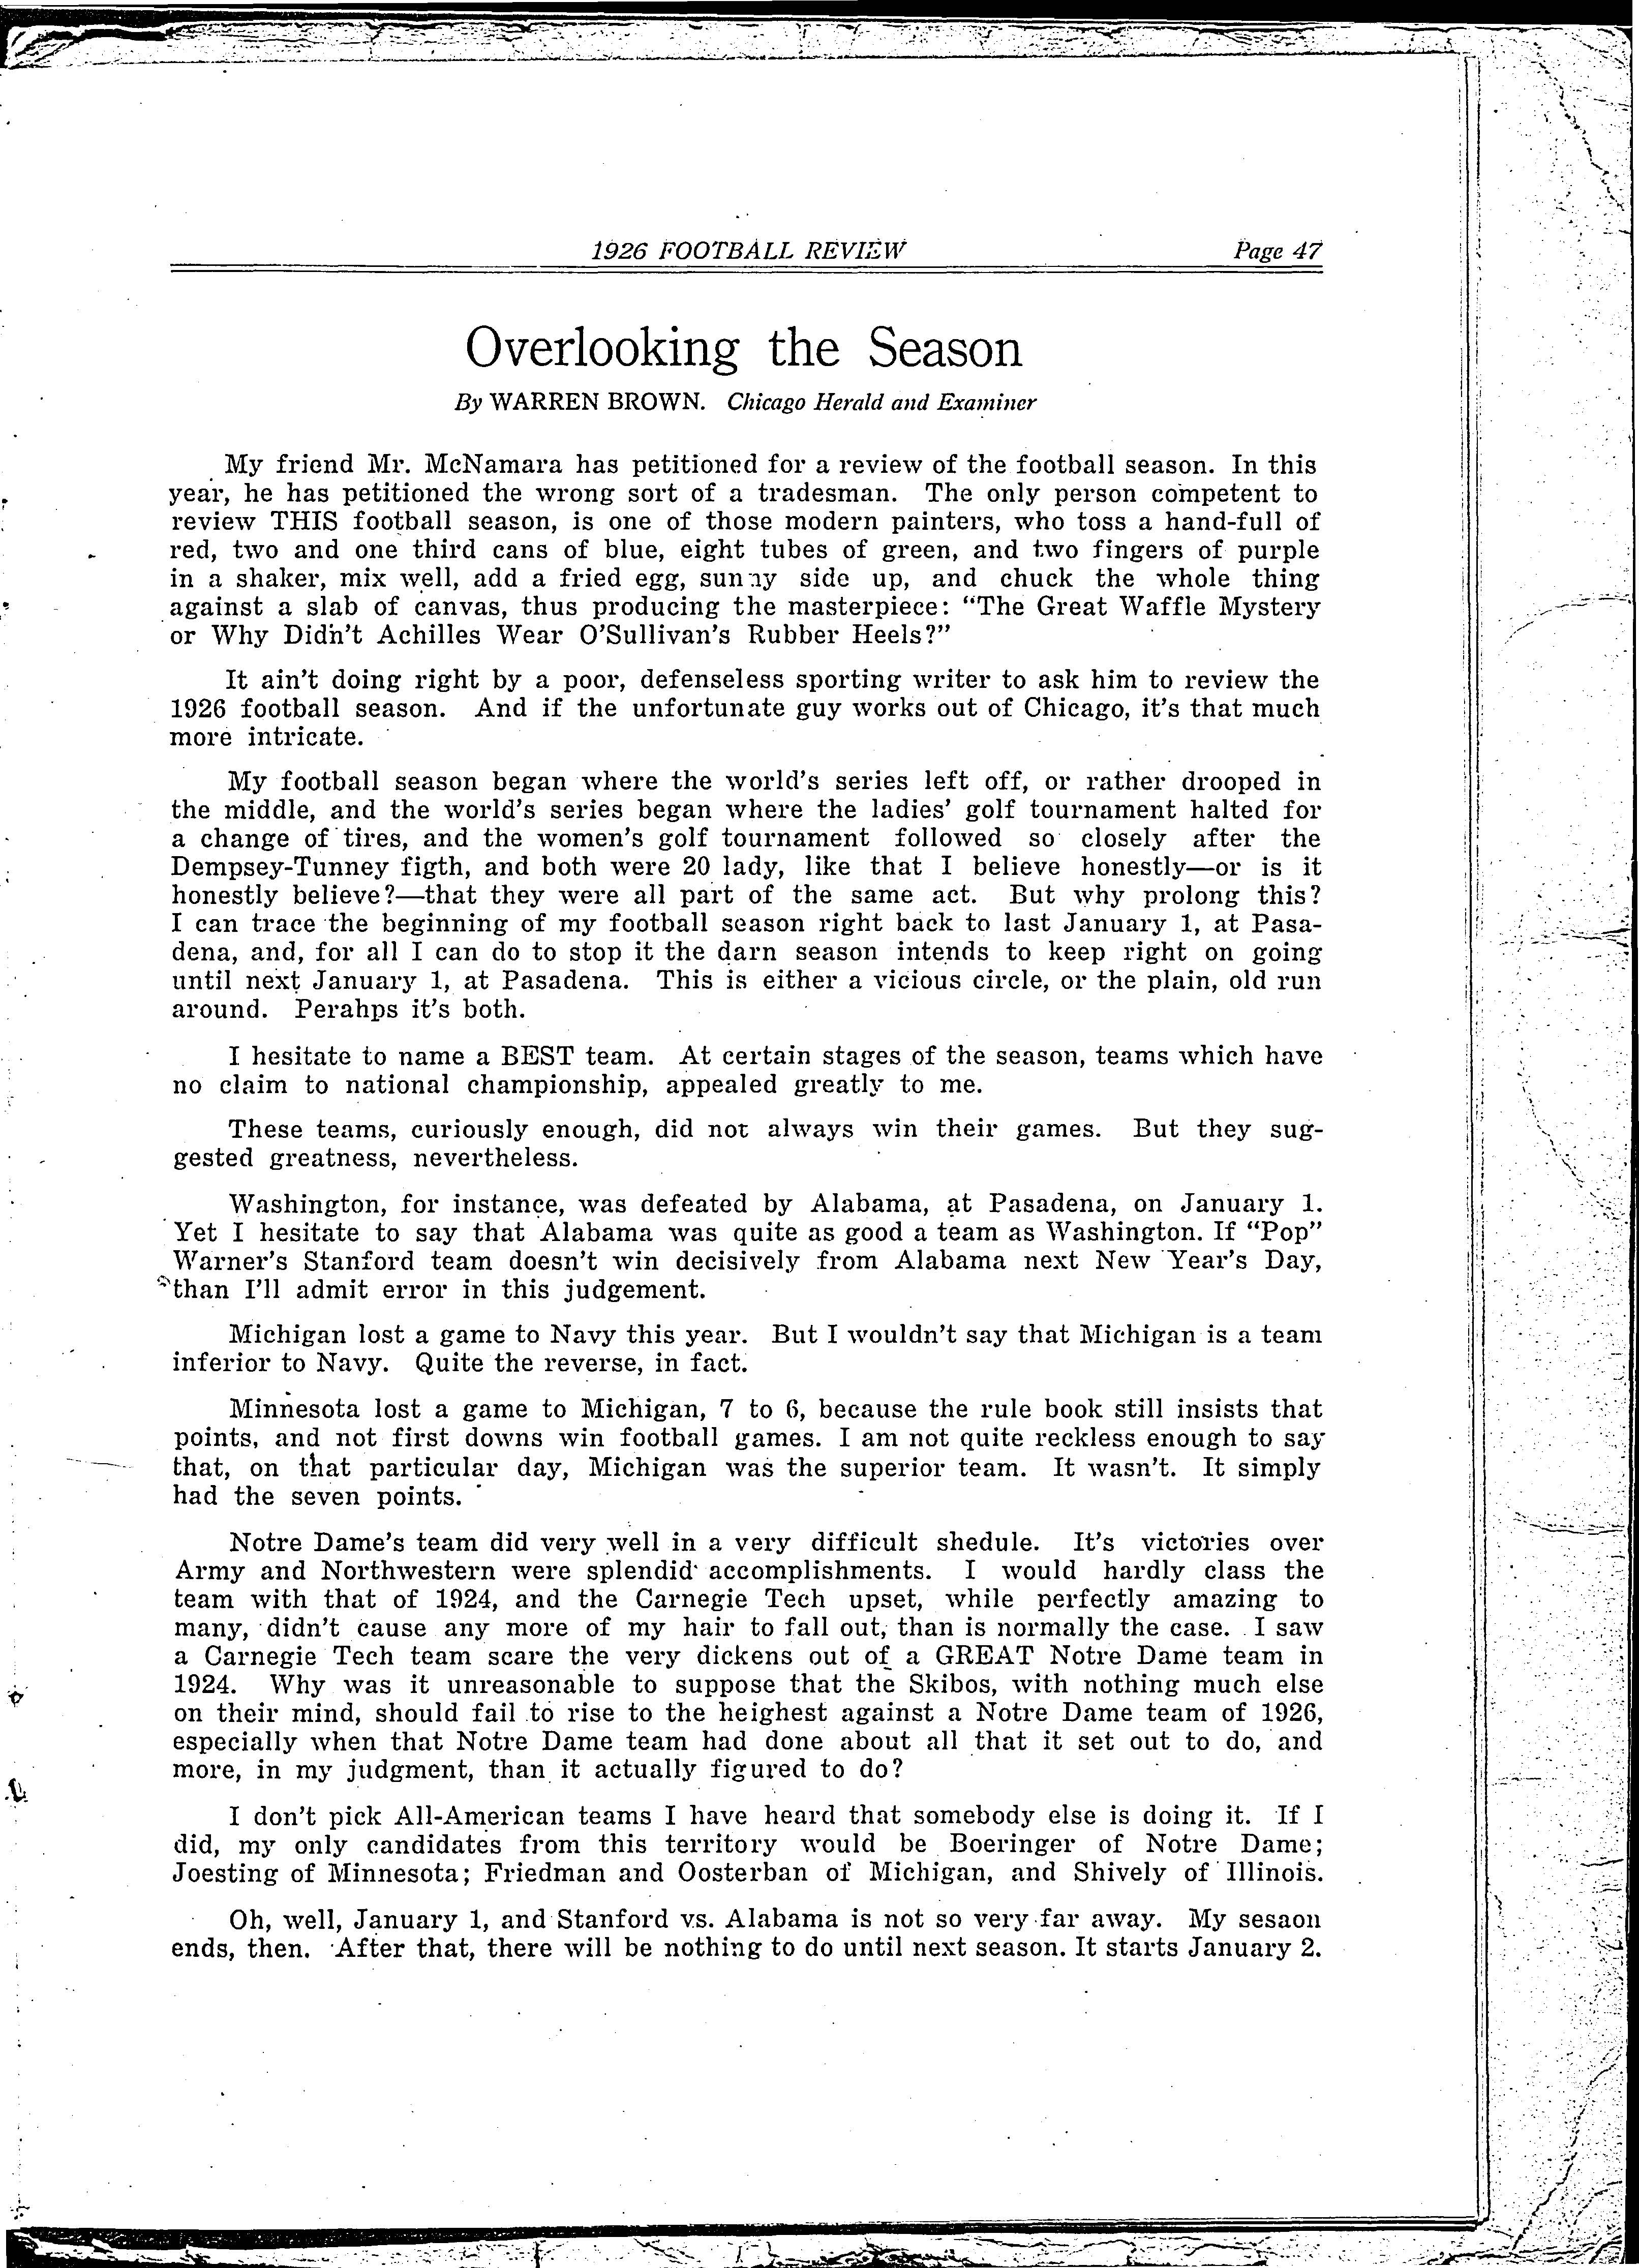 1926 FOOTBALL REVIEW Page 47
Overlooking the Season
By WARREN BROWN. Chicago Herald and Examiner
My friend Mr. McNamara has petitioned for a review of the football season. In this
year, he has petitioned the wrong sort of a tradesman. The only person competent to
review THIS football season, is one of those modern painters, who toss a hand-full of
red, two and one third cans of blue, eight tubes of green, and two fingers of purple
in a shaker, mix well, add a fried egg, sunny side up, and chuck the whole thing
against a slab of canvas, thus producing the masterpiece: “The Great Waffle Mystery
or Why Didn't Achilles Wear O'Sullivan's Rubber Heels?”
It ain't doing right by a poor, defenseless sporting writer to ask him to review the
1926 football season. And if the unfortunate guy works out of Chicago, it's that much
more intricate.
My football season began where the world's series left off, or rather drooped in
the middle, and the world's series began where the ladies' golf tournament halted for
a change of tires, and the women's golf tournament followed so closely after the
Dempsey-Tunney figth, and both were 20 lady, like that I believe honestly—or is it
honestly believe?—that they were all part of the same act. But why prolong this?
I can trace the beginning of my football season right back to last January 1, at Pasa-
dena, and, for all I can do to stop it the darn season intends to keep right on going
until next January 1, at Pasadena. This is either a vicious circle, or the plain, old run
around. Perahps it's both.
I hesitate to name a BEST team. At certain stages of the season, teams which have
no claim to national championship, appealed greatly to me.
These teams, curiously enough, did not always win their games. But they sug-
gested greatness, nevertheless.
Washington, for instance, was defeated by Alabama, at Pasadena, on January 1.
Yet I hesitate to say that Alabama was quite as good a team as Washington. If “Pop”
Warner's Stanford team doesn't win decisively from Alabama next New Year's Day,
than I'll admit error in this judgement.
Michigan lost a game to Navy this year. But I wouldn't say that Michigan is a team
inferior to Navy. Quite the reverse, in fact.
Minnesota lost a game to Michigan, 7 to 6, because the rule book still insists that
points, and not first downs win football games. I am not quite reckless enough to say
that, on that particular day, Michigan was the superior team. It wasn't. It simply
had the seven points.
Notre Dame's team did very well in a very difficult shedule. It's victories over
Army and Northwestern were splendid accomplishments. I would hardly class the
team with that of 1924, and the Carnegie Tech upset, while perfectly amazing to
many, didn't cause any more of my hair to fall out, than is normally the case. I saw
a Carnegie Tech team scare the very dickens out of a GREAT Notre Dame team in
1924. Why was it unreasonable to suppose that the Skibos, with nothing much else
on their mind, should fail to rise to the heighest against a Notre Dame team of 1926,
especially when that Notre Dame team had done about all that it set out to do, and
more, in my judgment, than it actually figured to do?
I don't pick All-American teams I have heard that somebody else is doing it. If I
did, my only candidates from this territory would be Boeringer of Notre Dame;
Joesting of Minnesota; Friedman and Oosterban of Michigan, and Shively of Illinois.
Oh, well, January 1, and Stanford vs. Alabama is not so very far away. My sesaon
ends, then. After that, there will be nothing to do until next season. It starts January 2.